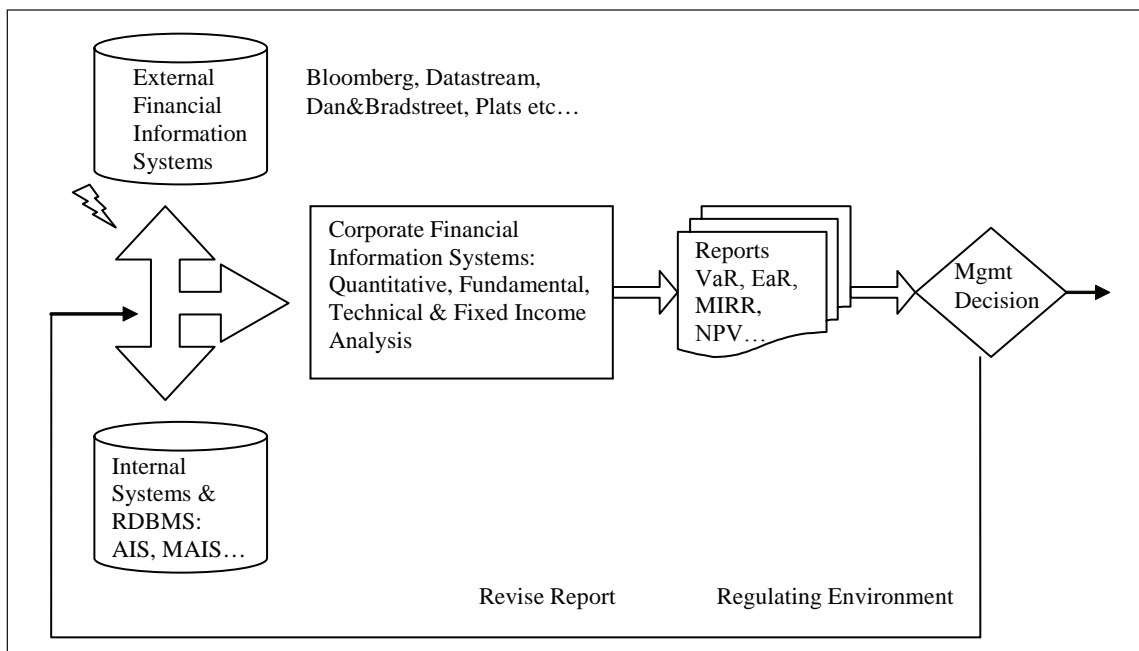 External
Financial
Information
Systems
Bloomberg, Datastream,
Dan&Bradstreet, Plats etc…
Corporate Financial
Information Systems:
Quantitative, Fundamental,
Technical & Fixed Income
Analysis
Reports
VaR, EaR,
MIRR,
NPV…
Mgmt
Decision
Internal
Systems &
RDBMS:
AIS, MAIS…
Revise Report
Regulating Environment